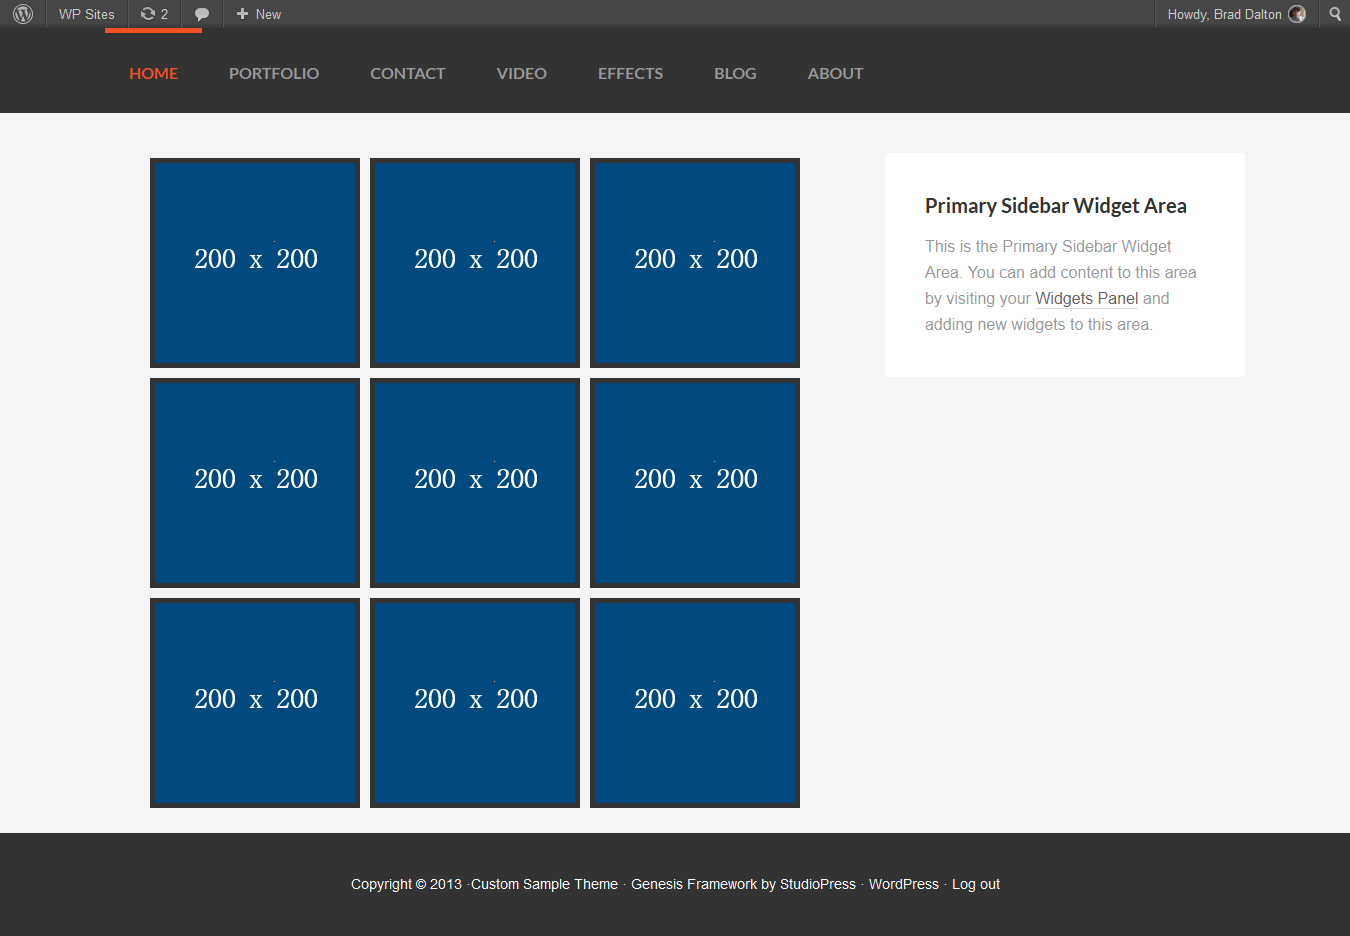 WP Sites 2 New Howdy, Brad Dalton
HOME PORTFOLIO CONTACT VIDEO EFFECTS BLOG ABOUT
200 x 200 200 x 200 200 x 200
200 x 200 200 x 200 200 x 200
200 x 200 200 x 200 200 x 200
Primary Sidebar Widget Area
This is the Primary Sidebar Widget
Area. You can add content to this area
by visiting your Widgets Panel and
adding new widgets to this area.
Copyright © 2013 ·Custom Sample Theme · Genesis Framework by StudioPress · WordPress · Log out